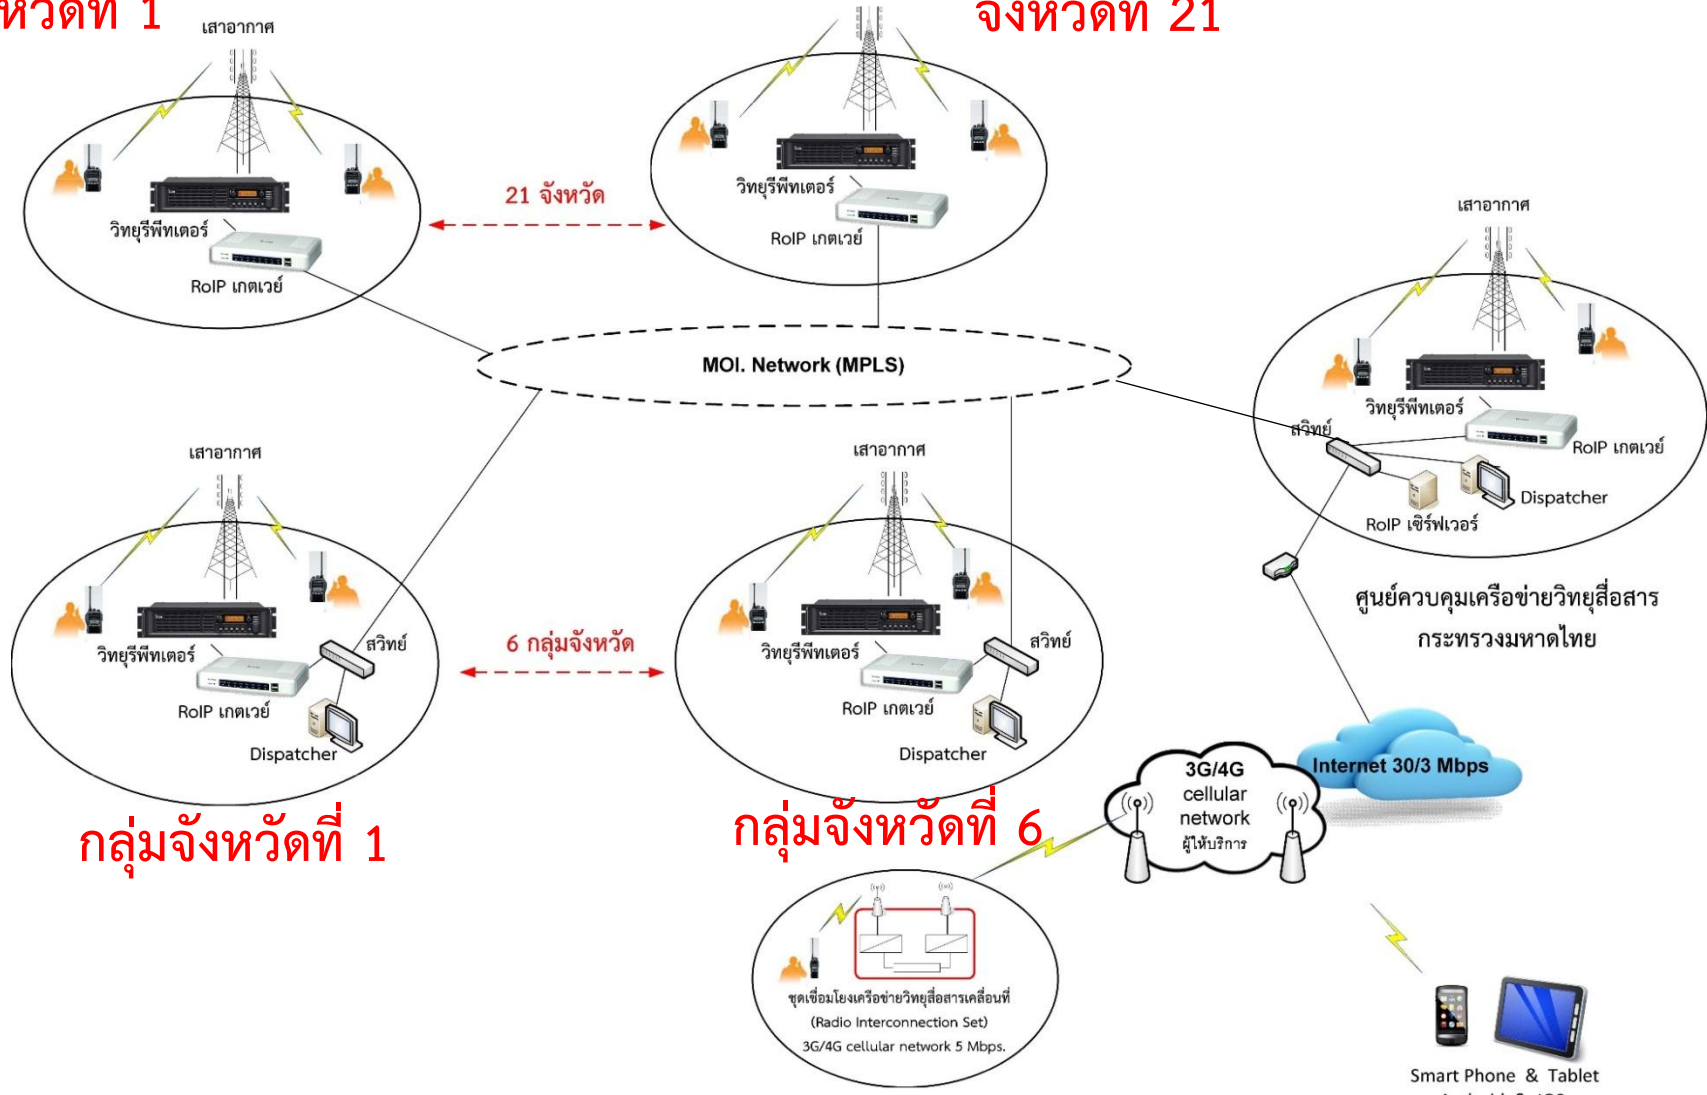 จังหวัดที่ 21
เสาอากาศ
วิทยุรีพีทเตอร์
RoIP เกตเวย์
21 จังหวัด
วิทยุรีพีทเตอร์
RoIP เกตเวย์
MOI. Network (MPLS)
เสาอากาศ
วิทยุรีพีทเตอร์
สวิทย์
RoIP เกตเวย์
Dispatcher
RoIP เซิร์ฟเวอร์
ศูนย์ควบคุมเครือข่ายวิทยุสื่อสาร
กระทรวงมหาดไทย
เสาอากาศ
วิทยุรีพีทเตอร์
สวิทย์
RoIP เกตเวย์
Dispatcher
กลุ่มจังหวัดที่ 1
6 กลุ่มจังหวัด
เสาอากาศ
วิทยุรีพีทเตอร์
สวิทย์
RoIP เกตเวย์
Dispatcher
กลุ่มจังหวัดที่ 6
Internet 30/3 Mbps
3G/4G
cellular
network
ผู้ให้บริการ
ชุดเชื่อมโยงเครือข่ายวิทยุสื่อสารเคลื่อนที่
(Radio Interconnection Set)
3G/4G cellular network 5 Mbps.
Smart Phone & Tablet